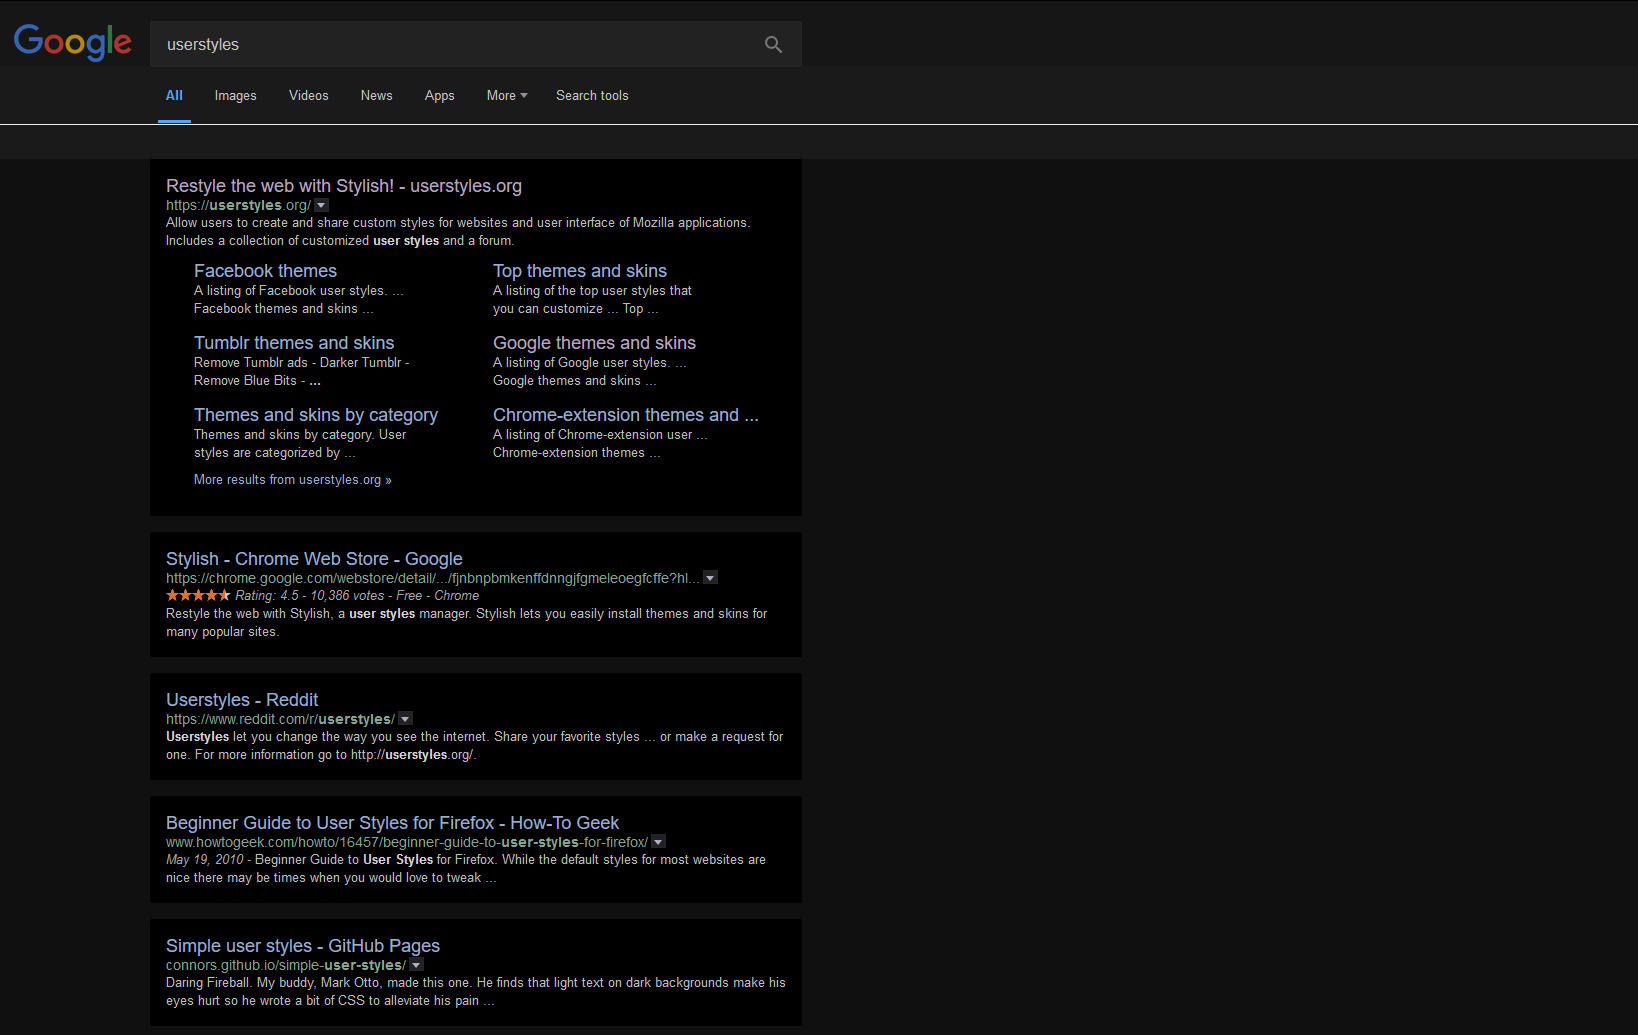 Google
userstyles
All Images Videos News Apps More Search tools
Restyle the web with Stylish! - userstyles.org
https://userstyles.org/
Allow users to create and share custom styles for websites and user interface of Mozilla applications.
Includes a collection of customized user styles and a forum.
Facebook themes
A listing of Facebook user styles. ...
Facebook themes and skins ...
Top themes and skins
A listing of the top user styles that
you can customize ... Top ...
Tumblr themes and skins
Remove Tumblr ads - Darker Tumblr -
Remove Blue Bits - ...
Google themes and skins
A listing of Google user styles. ...
Google themes and skins ...
Themes and skins by category
Themes and skins by category. User
styles are categorized by ...
Chrome-extension themes and ...
A listing of Chrome-extension user ...
Chrome-extension themes ...
More results from userstyles.org »
Stylish - Chrome Web Store - Google
https://chrome.google.com/webstore/detail/.../fjnbnpbmkenffdnngjfgmeleoegfcffe?hl...
Rating: 4.5 - 10,386 votes - Free - Chrome
Restyle the web with Stylish, a user styles manager. Stylish lets you easily install themes and skins for
many popular sites.
Userstyles - Reddit
https://www.reddit.com/r/userstyles/
Userstyles let you change the way you see the internet. Share your favorite styles ... or make a request for
one. For more information go to http://userstyles.org/.
Beginner Guide to User Styles for Firefox - How-To Geek
www.howtogeek.com/howto/16457/beginner-guide-to-user-styles-for-firefox/
May 19, 2010 - Beginner Guide to User Styles for Firefox. While the default styles for most websites are
nice there may be times when you would love to tweak ...
Simple user styles - GitHub Pages
connors.github.io/simple-user-styles/
Daring Fireball. My buddy, Mark Otto, made this one. He finds that light text on dark backgrounds make his
eyes hurt so he wrote a bit of CSS to alleviate his pain ...